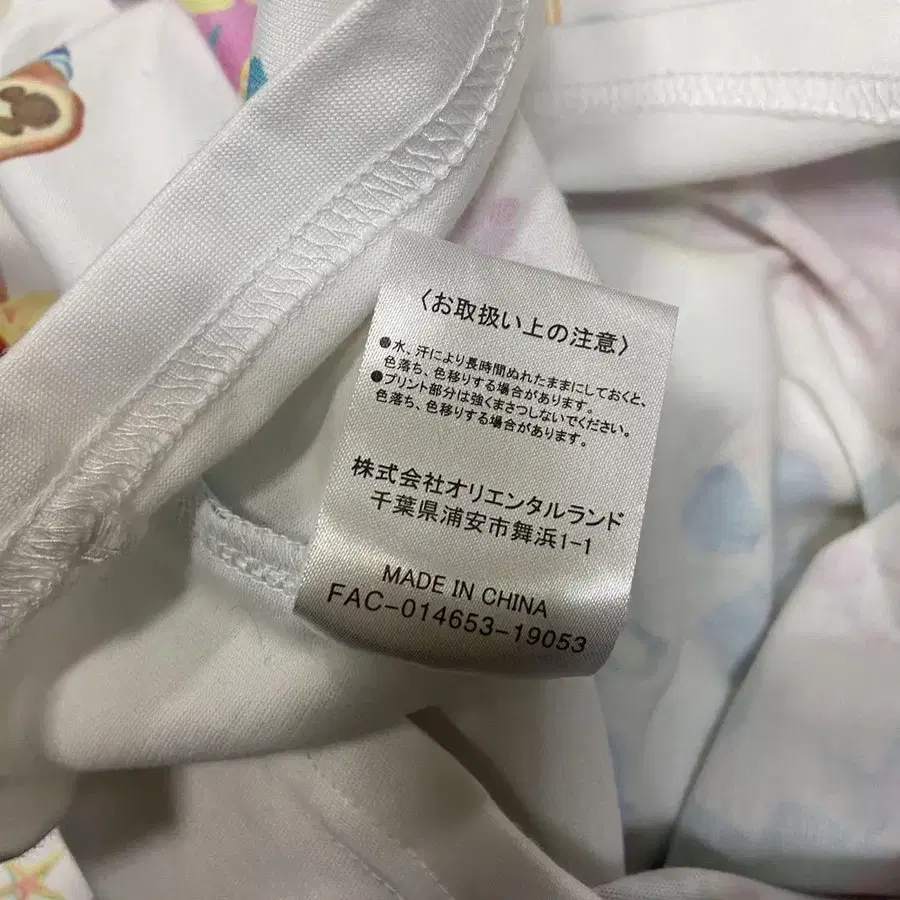 〈お取扱い上の注意〉
●水、汗により長時間ぬれたままにしておくと、
色落ち、色移りする場合があります。
●プリント部分は強くまさつしないでください。
色落ち、色移りする場合があります。
株式会社オリエンタルランド
千葉県浦安市舞浜1-1
MADE IN CHINA
FAC-014653-19053